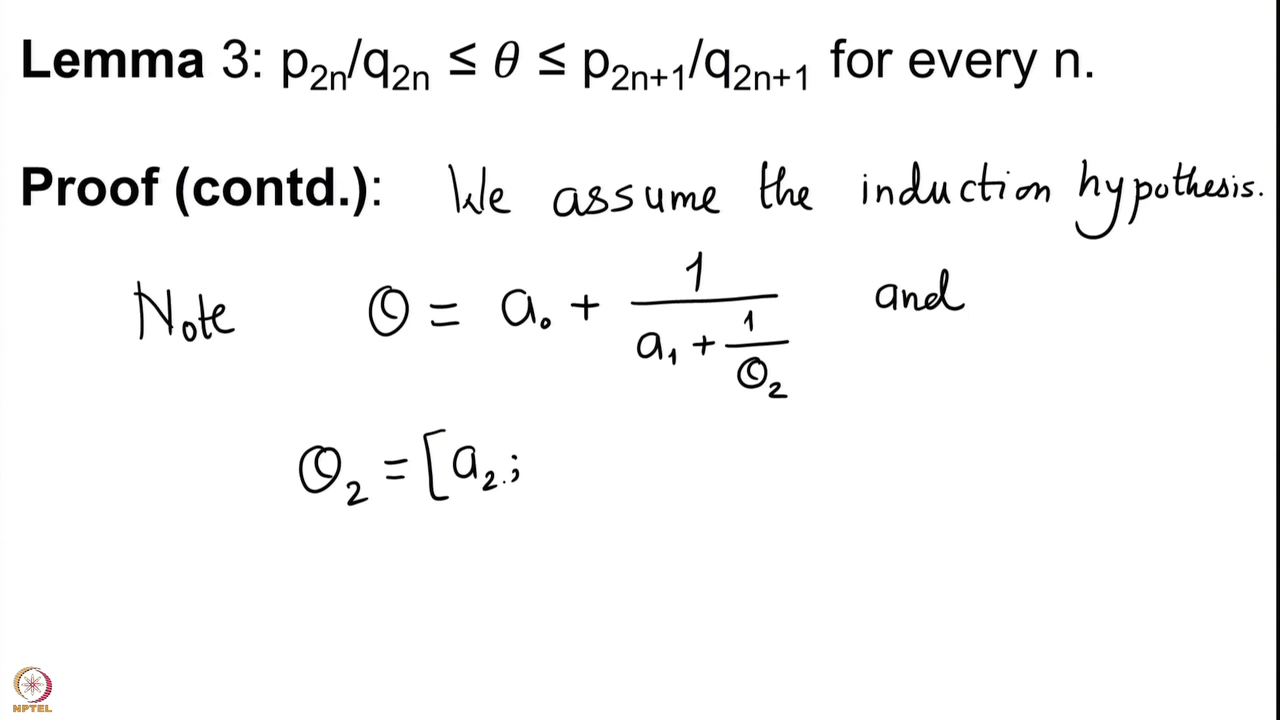 Lemma 3: p₂ₙ/q₂ₙ ≤ θ ≤ p₂ₙ₊₁/q₂ₙ₊₁ for every n.
Proof (contd.): We assume the induction hypothesis.
Note θ = a₀ + 1/(a₁ + 1/θ₂) and
θ₂ = [a₂;
NPTEL